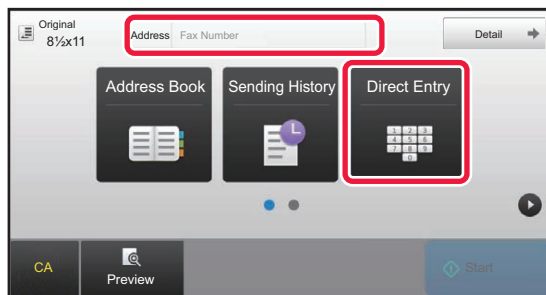 Original
8½x11
Address Fax Number
Detail
Address Book
Sending History
Direct Entry
1 2 3
4 5 6
7 8 9
0
CA
Preview
Start